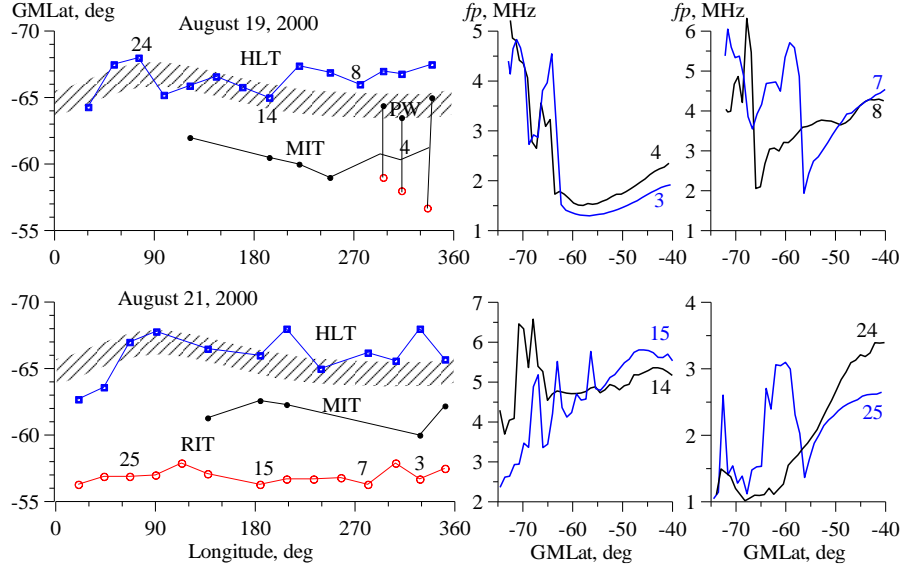 GMLat, deg
August 19, 2000
-70
-65
-60
-55
24
HLT
8
14
PW
MIT
4
0 90 180 270 360
fp, MHz
5
4
3
2
1
4
3
-70 -60 -50 -40
fp, MHz
6
5
4
3
2
1
7
8
-70 -60 -50 -40
August 21, 2000
-70
-65
-60
-55
HLT
MIT
RIT
25
15
7
3
0 90 180 270 360
Longitude, deg
7
6
5
4
3
2
15
14
-70 -60 -50 -40
GMLat, deg
4
3
2
1
24
25
-70 -60 -50 -40
GMLat, deg